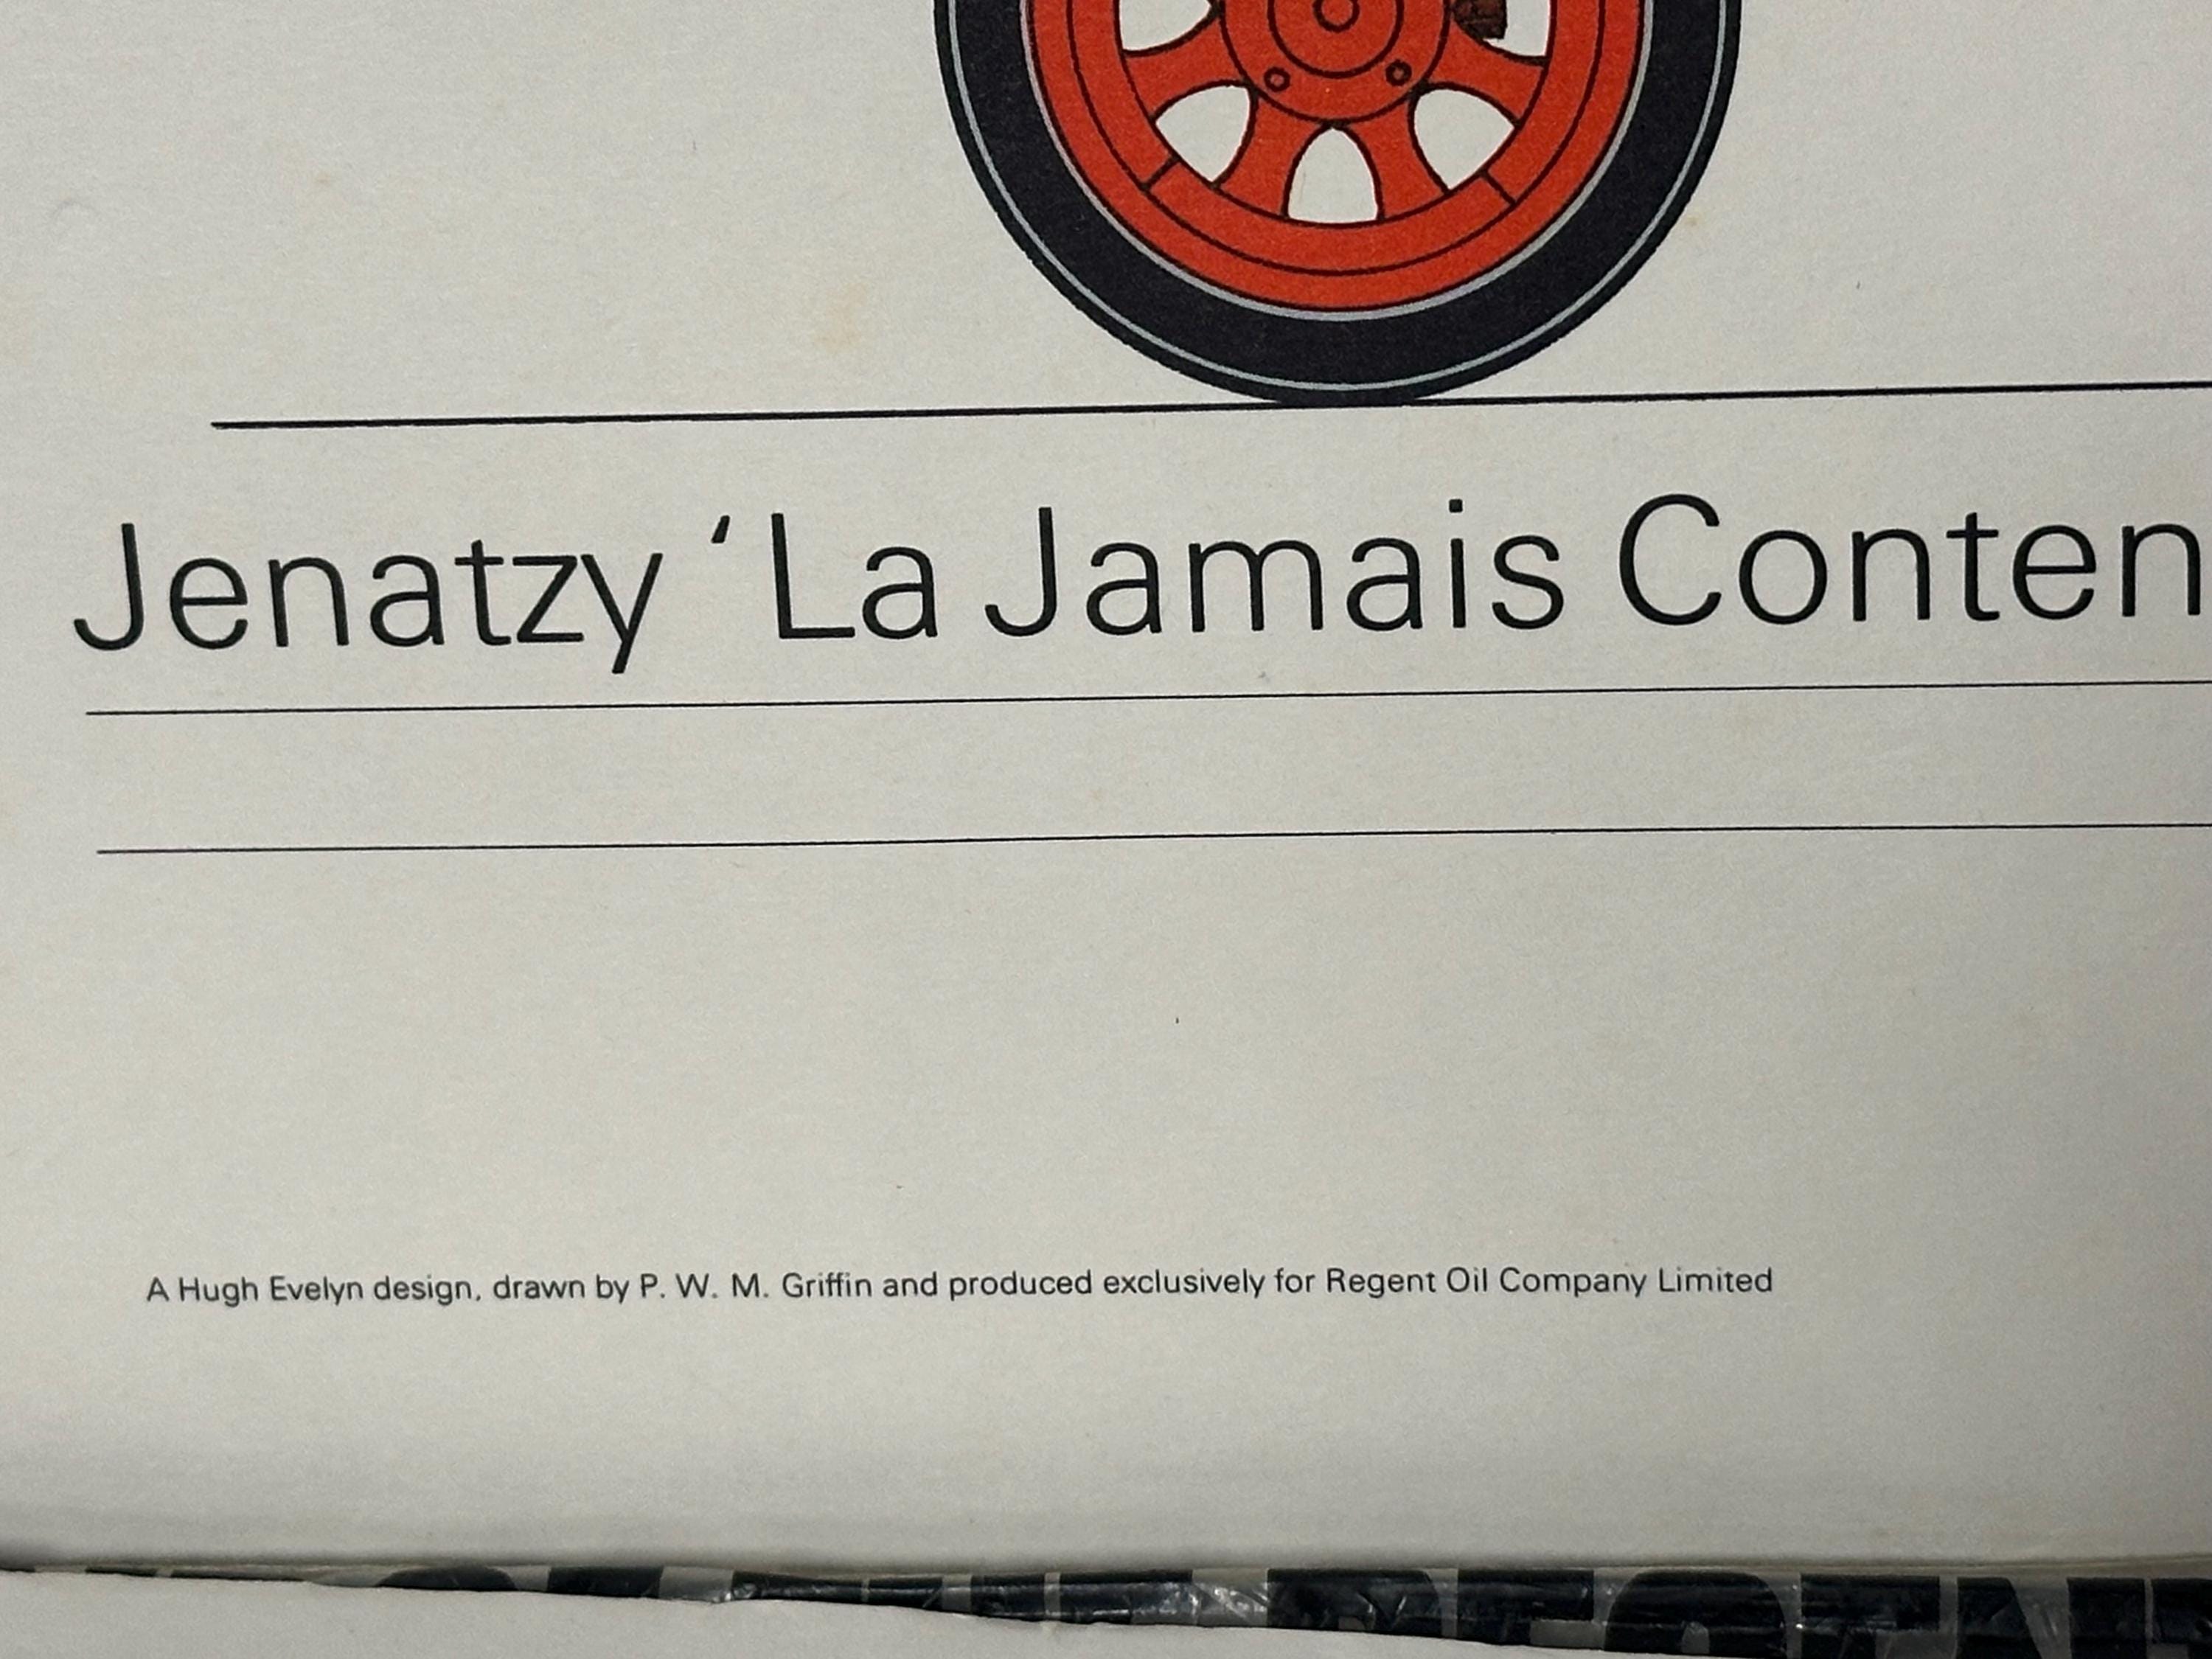 Jenatzy ‘La Jamais Conten
A Hugh Evelyn design, drawn by P. W. M. Griffin and produced exclusively for Regent Oil Company Limited